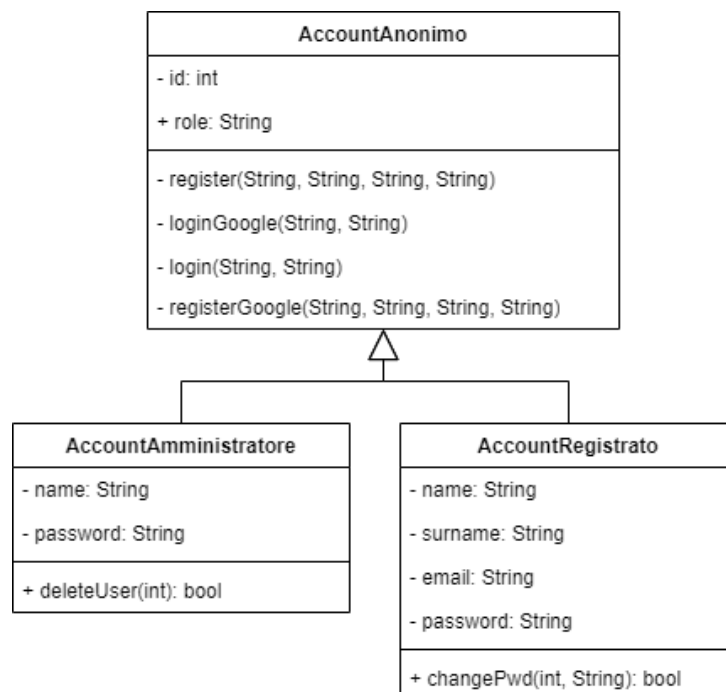 AccountAnonimo
- id: int
+ role: String
- register(String, String, String, String)
- loginGoogle(String, String)
- login(String, String)
- registerGoogle(String, String, String, String)
AccountAmministratore
- name: String
- password: String
+ deleteUser(int): bool
AccountRegistrato
- name: String
- surname: String
- email: String
- password: String
+ changePwd(int, String): bool